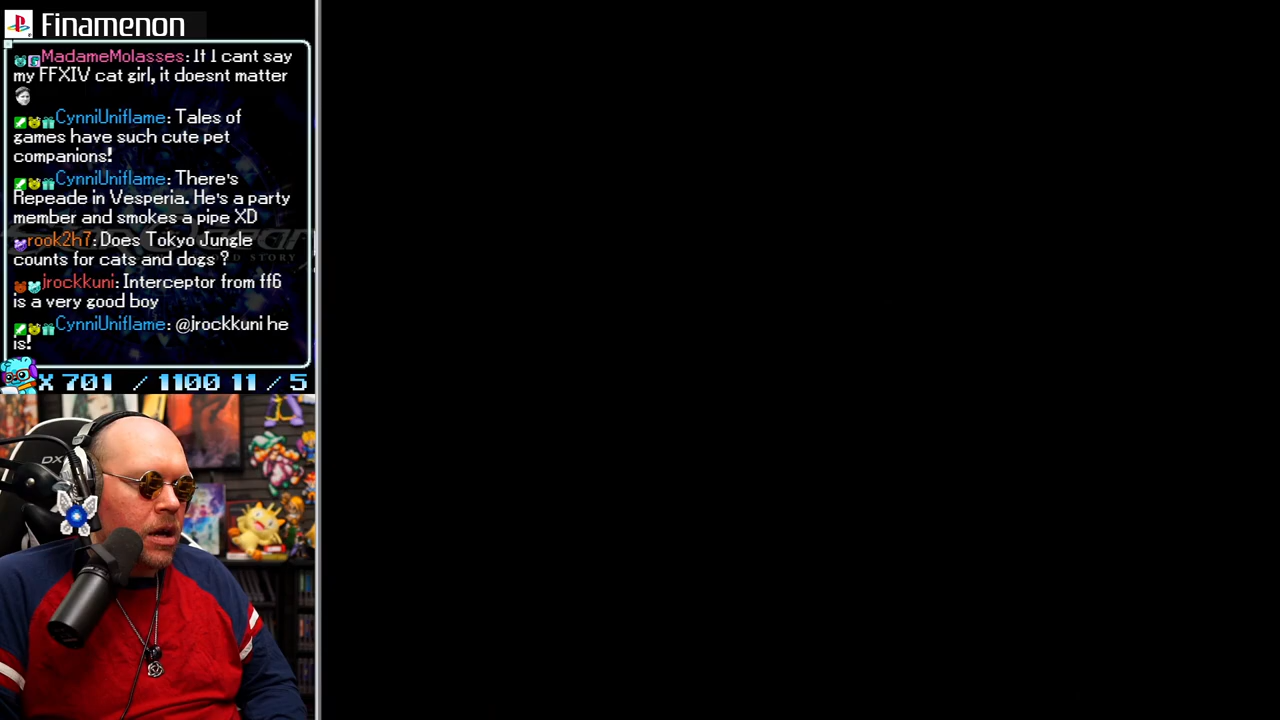 Finamenon
MadameMolasses: If I cant say
my FFXIV cat girl, it doesnt matter
CynniUniflame: Tales of
games have such cute pet
companions!
CynniUniflame: There's
Repeade in Vesperia. He's a party
member and smokes a pipe XD
rook2h7: Does Tokyo Jungle
counts for cats and dogs ?
jrockkuni: Interceptor from ff6
is a very good boy
CynniUniflame: @jrockkuni he
is!
X 701 / 1100 11 / 5
DX